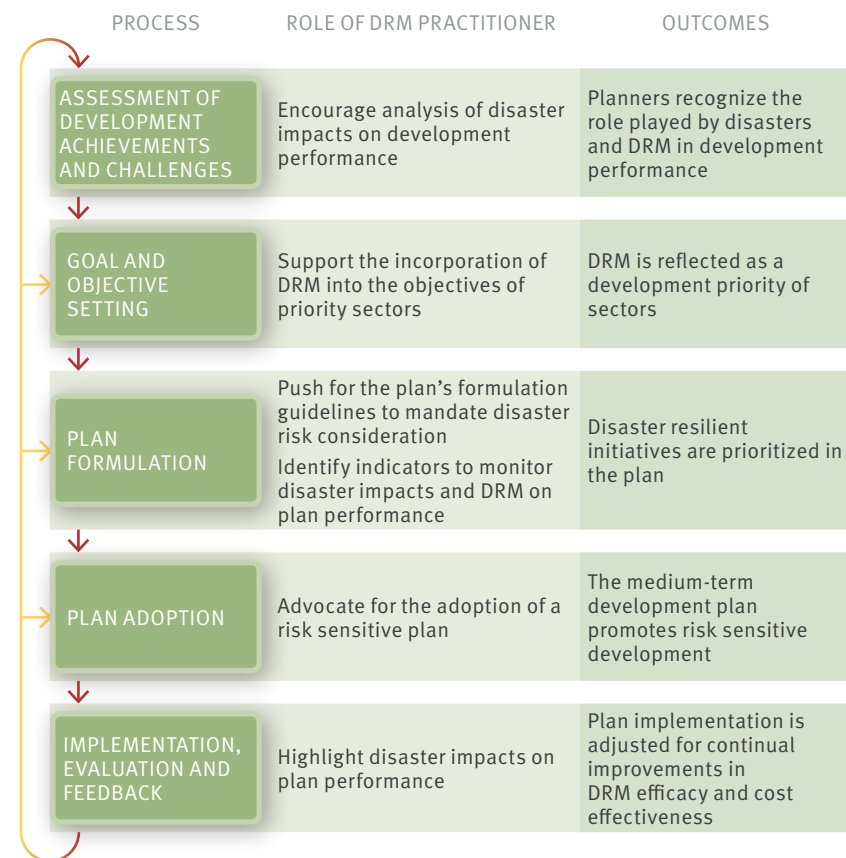 PROCESS
ROLE OF DRM PRACTITIONER
OUTCOMES
ASSESSMENT OF
DEVELOPMENT
ACHIEVEMENTS
AND CHALLENGES
Encourage analysis of disaster
impacts on development
performance
Planners recognize the
role played by disasters
and DRM in development
performance
GOAL AND
OBJECTIVE
SETTING
Support the incorporation of
DRM into the objectives of
priority sectors
DRM is reflected as a
development priority of
sectors
PLAN
FORMULATION
Push for the plan’s formulation
guidelines to mandate disaster
risk consideration
Identify indicators to monitor
disaster impacts and DRM on
plan performance
Disaster resilient
initiatives are prioritized in
the plan
PLAN ADOPTION
Advocate for the adoption of a
risk sensitive plan
The medium-term
development plan
promotes risk sensitive
development
IMPLEMENTATION,
EVALUATION AND
FEEDBACK
Highlight disaster impacts on
plan performance
Plan implementation is
adjusted for continual
improvements in
DRM efficacy and cost
effectiveness